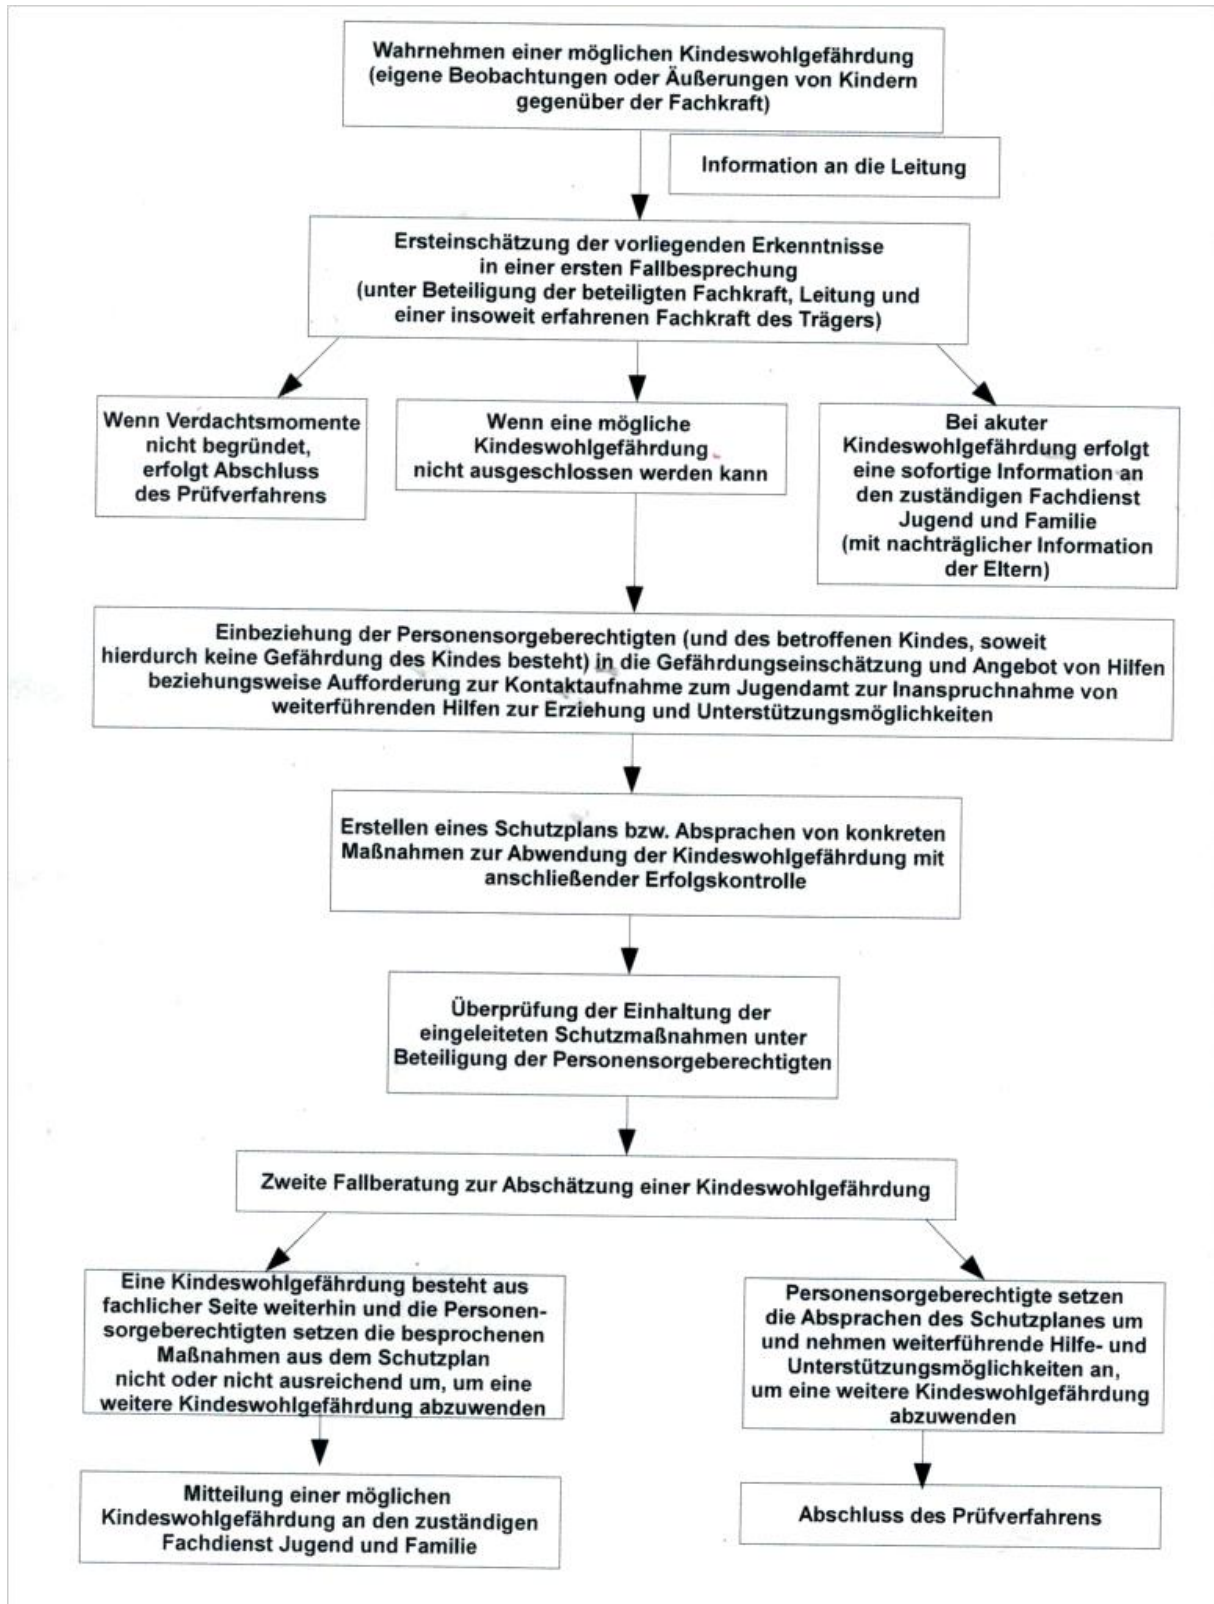 Wahrnehmen einer möglichen Kindeswohlgefährdung
(eigene Beobachtungen oder Äußerungen von Kindern
gegenüber der Fachkraft)
Information an die Leitung
Ersteinschätzung der vorliegenden Erkenntnisse
in einer ersten Fallbesprechung
(unter Beteiligung der beteiligten Fachkraft, Leitung und
einer insoweit erfahrenen Fachkraft des Trägers)
Wenn Verdachtsmomente
nicht begründet,
erfolgt Abschluss
des Prüfverfahrens
Wenn eine mögliche
Kindeswohlgefährdung
nicht ausgeschlossen werden kann
Bei akuter
Kindeswohlgefährdung erfolgt
eine sofortige Information an
den zuständigen Fachdienst
Jugend und Familie
(mit nachträglicher Information
der Eltern)
Einbeziehung der Personensorgeberechtigten (und des betroffenen Kindes, soweit
hierdurch keine Gefährdung des Kindes besteht) in die Gefährdungseinschätzung und Angebot von Hilfen
beziehungsweise Aufforderung zur Kontaktaufnahme zum Jugendamt zur Inanspruchnahme von
weiterführenden Hilfen zur Erziehung und Unterstützungsmöglichkeiten
Erstellen eines Schutzplans bzw. Absprachen von konkreten
Maßnahmen zur Abwendung der Kindeswohlgefährdung mit
anschließender Erfolgskontrolle
Überprüfung der Einhaltung der
eingeleiteten Schutzmaßnahmen unter
Beteiligung der Personensorgeberechtigten
Zweite Fallberatung zur Abschätzung einer Kindeswohlgefährdung
Eine Kindeswohlgefährdung besteht aus
fachlicher Seite weiterhin und die Personen-
sorgeberechtigten setzen die besprochenen
Maßnahmen aus dem Schutzplan
nicht oder nicht ausreichend um, um eine
weitere Kindeswohlgefährdung abzuwenden
Personensorgeberechtigte setzen
die Absprachen des Schutzplanes um
und nehmen weiterführende Hilfe- und
Unterstützungsmöglichkeiten an,
um eine weitere Kindeswohlgefährdung
abzuwenden
Mitteilung einer möglichen
Kindeswohlgefährdung an den zuständigen
Fachdienst Jugend und Familie
Abschluss des Prüfverfahrens